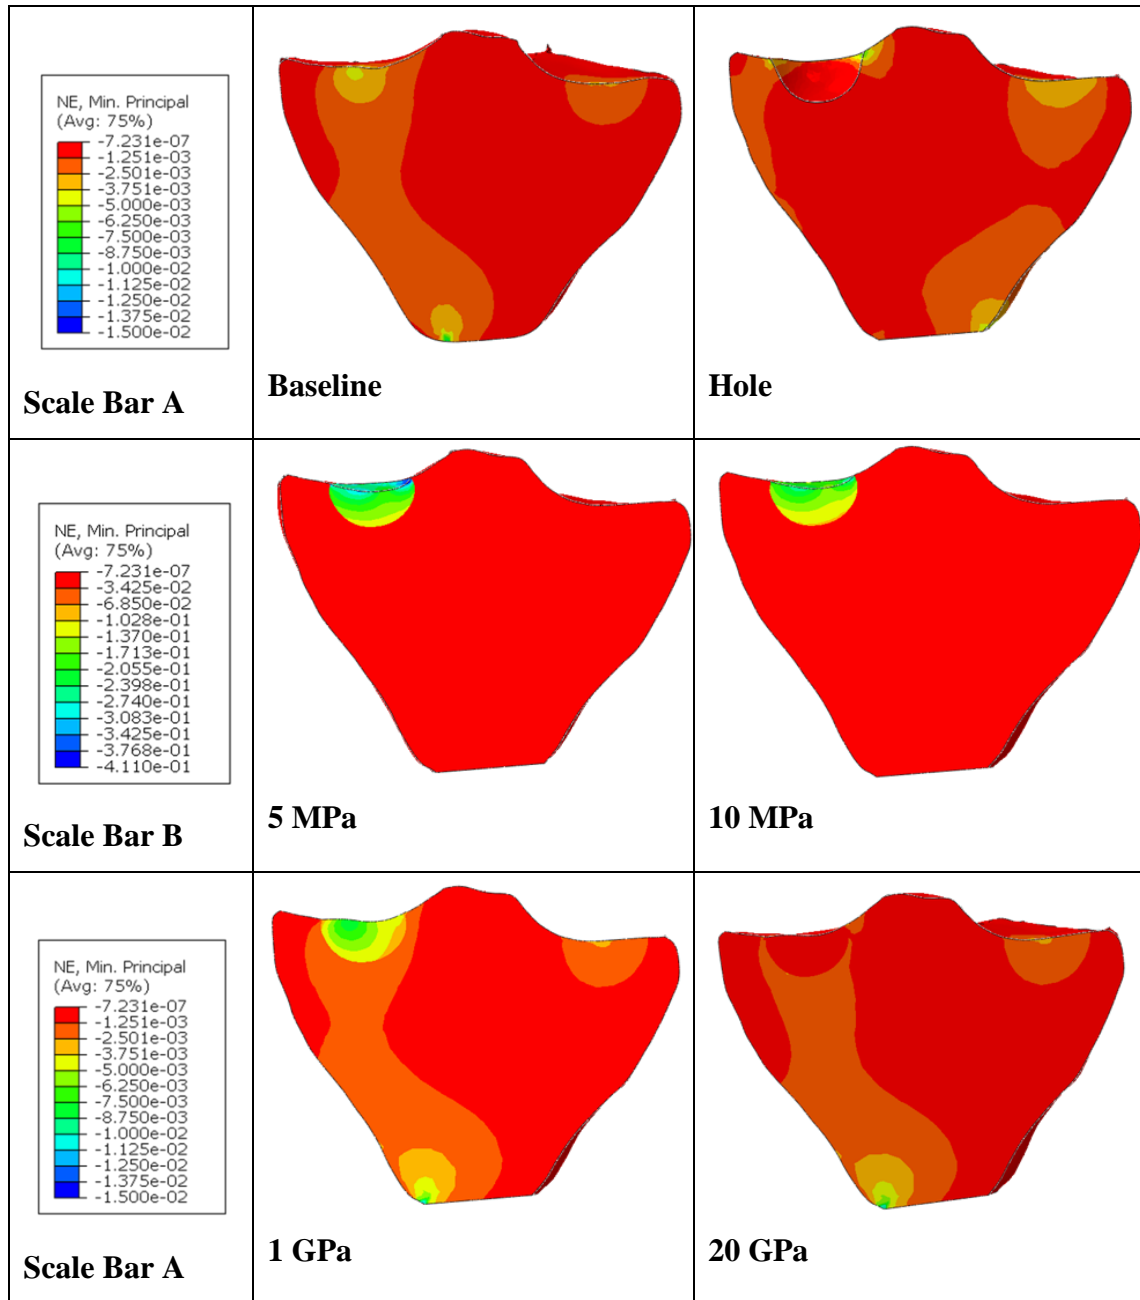 NE, Min. Principal
(Avg: 75%)
-7.231e-07
-1.251e-03
-2.501e-03
-3.751e-03
-5.000e-03
-6.250e-03
-7.500e-03
-8.750e-03
-1.000e-02
-1.125e-02
-1.250e-02
-1.375e-02
-1.500e-02
Scale Bar A
Baseline
Hole
NE, Min. Principal
(Avg: 75%)
-7.231e-07
-3.425e-02
-6.850e-02
-1.028e-01
-1.370e-01
-1.713e-01
-2.055e-01
-2.398e-01
-2.740e-01
-3.083e-01
-3.425e-01
-3.768e-01
-4.110e-01
Scale Bar B
5 MPa
10 MPa
NE, Min. Principal
(Avg: 75%)
-7.231e-07
-1.251e-03
-2.501e-03
-3.751e-03
-5.000e-03
-6.250e-03
-7.500e-03
-8.750e-03
-1.000e-02
-1.125e-02
-1.250e-02
-1.375e-02
-1.500e-02
Scale Bar A
1 GPa
20 GPa